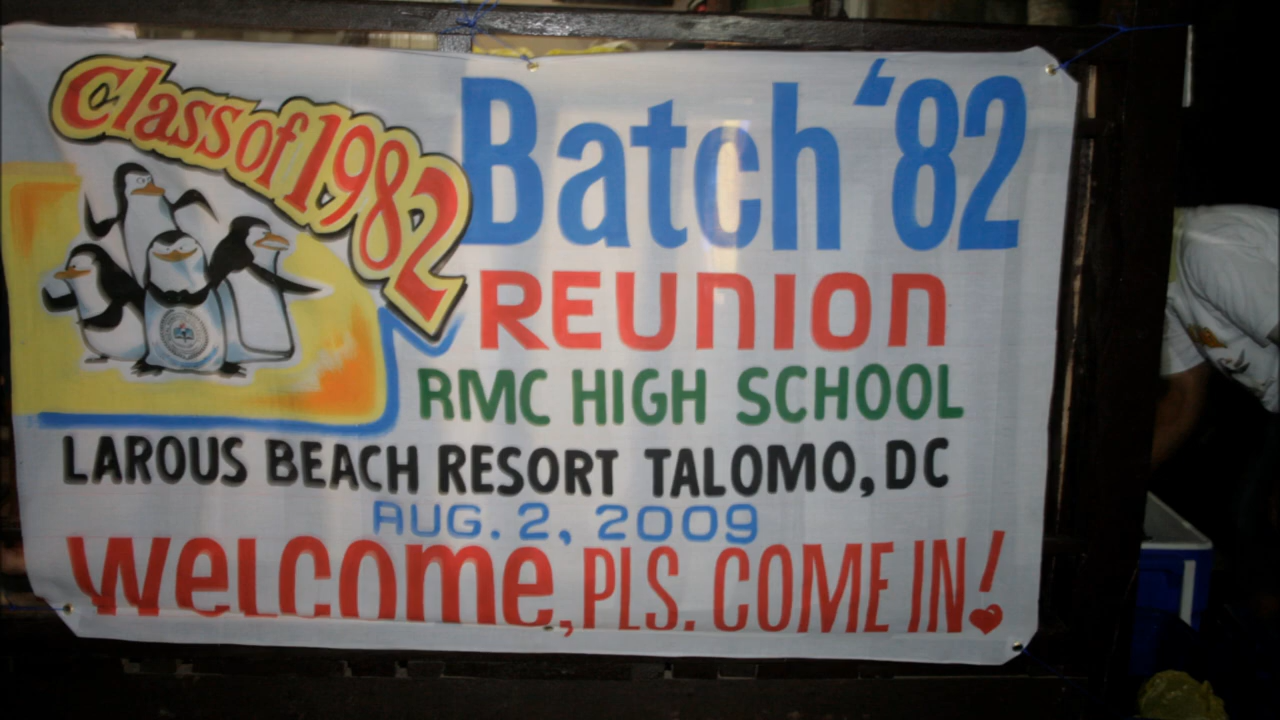 Class of 1982
Batch '82
REUNION
RMC HIGH SCHOOL
LAROUS BEACH RESORT TALOMO, DC
AUG. 2, 2009
Welcome, PLS. COME IN!